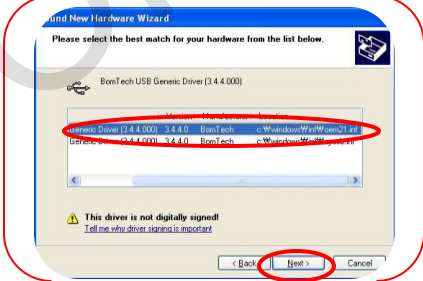 und New Hardware Wizard
Please select the best match for your hardware from the list below.
BomTech USB Generic Driver (3.4.4.000)
Generic Driver (3.4.4.000) 3.4.4.0 BomTech c:₩windows₩inf₩oem21.inf
Generic Driver (3.4.4.000) 3.4.4.0 BomTech
This driver is not digitally signed!
Tell me why driver signing is important
< Back Next > Cancel